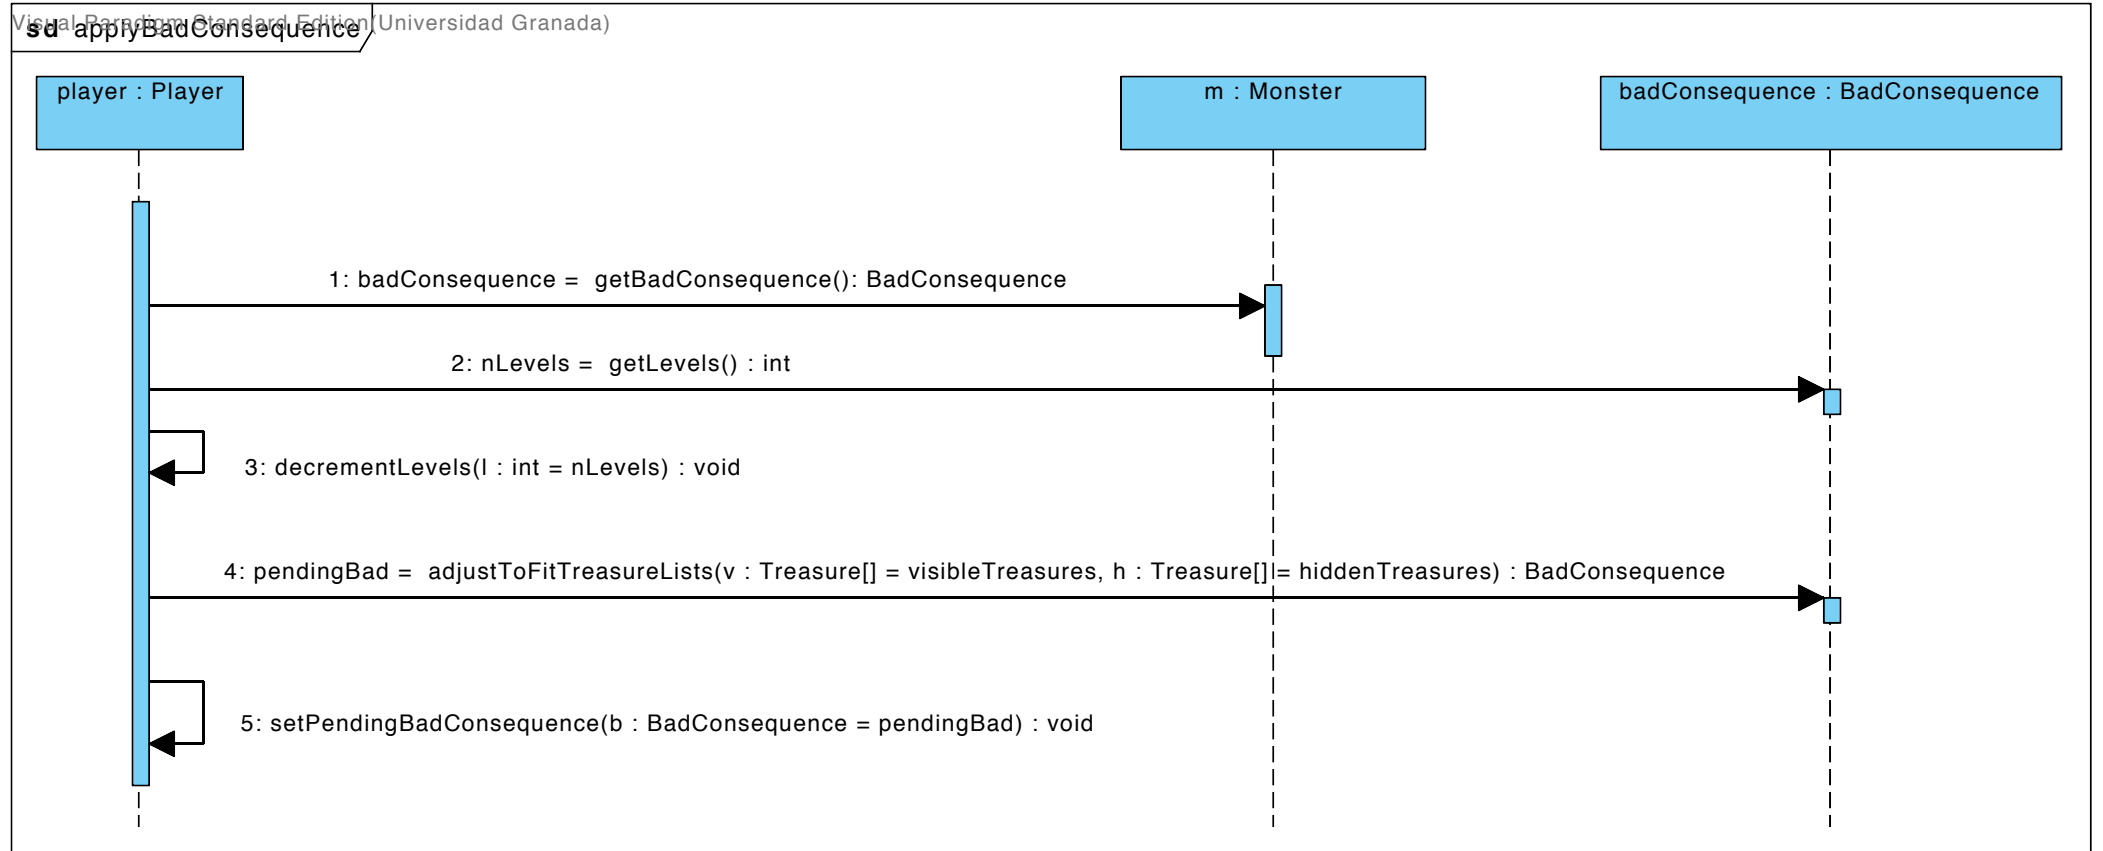 Visual Paradigm Standard Edition(Universidad Granada)
sd applyBadConsequence
player : Player
m : Monster
badConsequence : BadConsequence
1: badConsequence =  getBadConsequence(): BadConsequence
2: nLevels =  getLevels() : int
3: decrementLevels(l : int = nLevels) : void
4: pendingBad =  adjustToFitTreasureLists(v : Treasure[] = visibleTreasures, h : Treasure[] = hiddenTreasures) : BadConsequence
5: setPendingBadConsequence(b : BadConsequence = pendingBad) : void